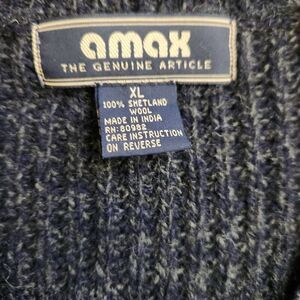 amax
THE GENUINE ARTICLE
XL
100% SHETLAND
WOOL
MADE IN INDIA
RN:80982
CARE INSTRUCTION
ON REVERSE